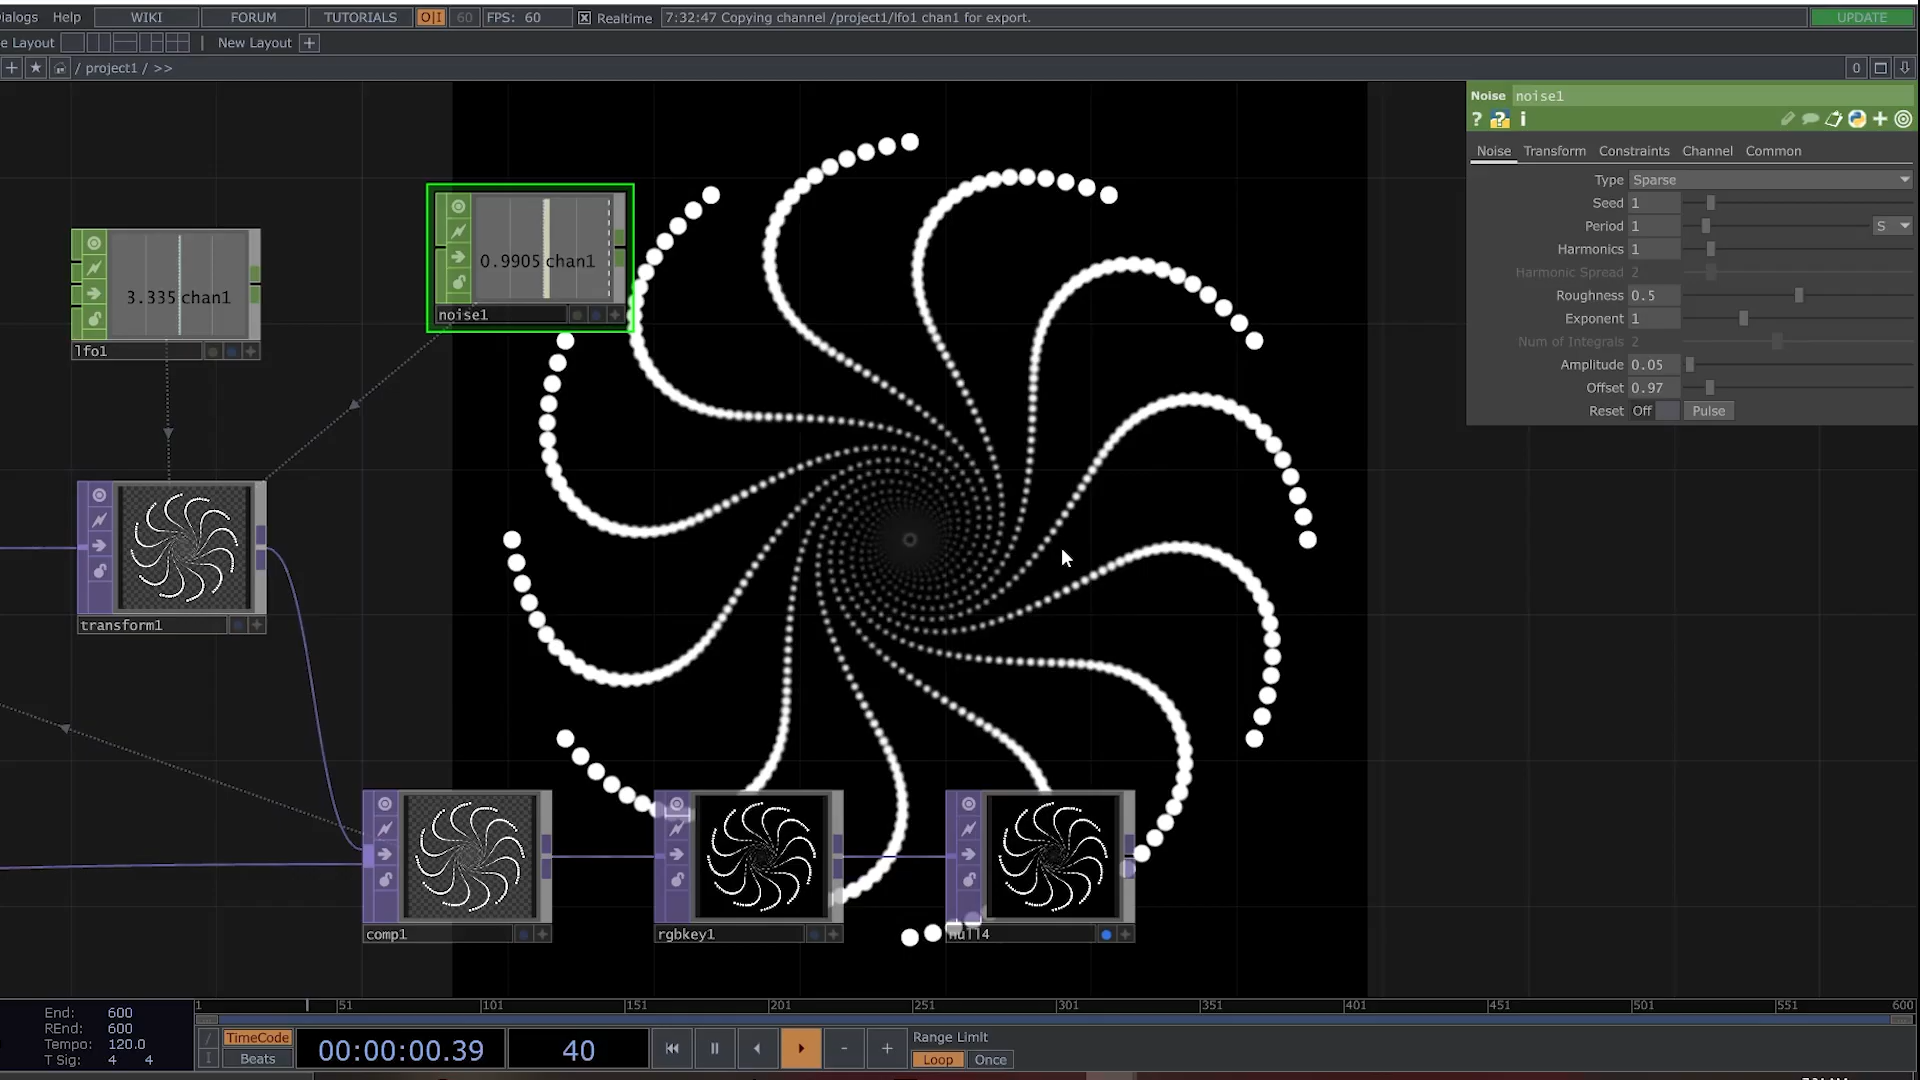 ialogs Help WIKI FORUM TUTORIALS O|I 60 FPS: 60 Realtime 7:32:47 Copying channel /project1/lfo1 chan1 for export. UPDATE
e Layout New Layout +
+ / project1 / >> 0
Noise noise1
? ? i
Noise Transform Constraints Channel Common
Type Sparse
Seed 1
Period 1 S
Harmonics 1
Harmonic Spread 2
Roughness 0.5
Exponent 1
Num of Integrals 2
Amplitude 0.05
Offset 0.97
Reset Off Pulse
0.9905 chan1
noise1
3.335 chan1
lfo1
transform1
comp1
rgbkey1
null4
1 51 101 151 201 251 301 351 401 451 501 551 600
End: 600
REnd: 600
Tempo: 120.0
T Sig: 4 4
TimeCode
Beats
00:00:00.39
40
- +
Range Limit
Loop Once